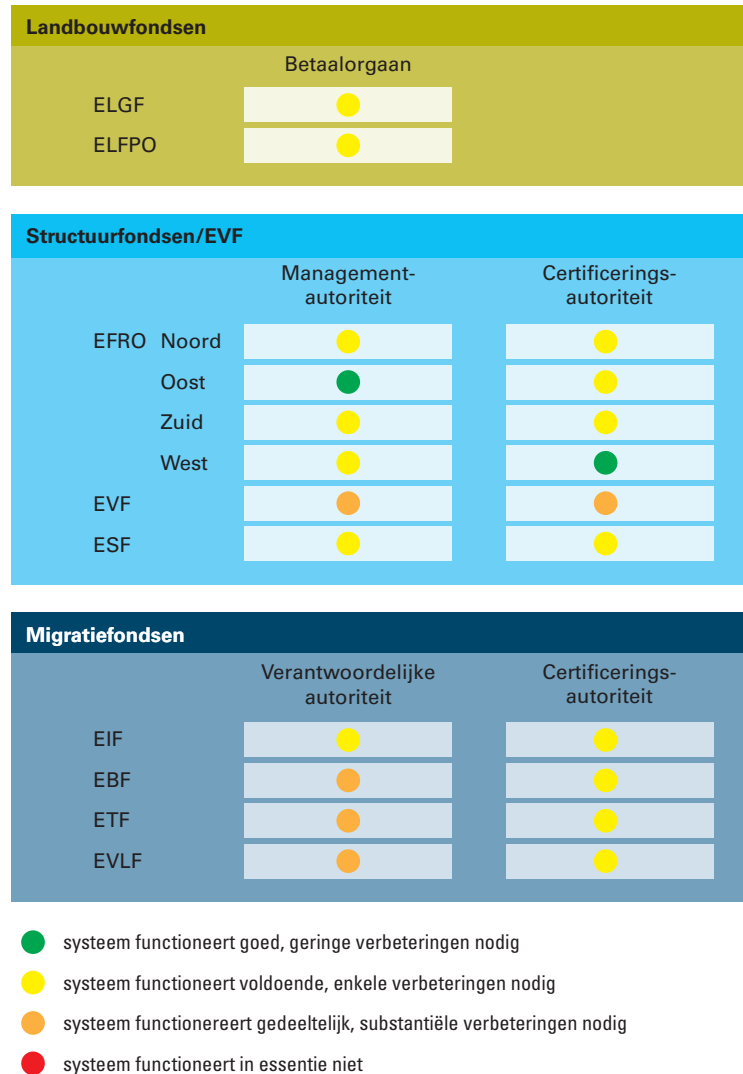 Landbouwfondsen
Betaalorgaan
ELGF
ELFPO
Structuurfondsen/EVF
Management-
autoriteit
Certificerings-
autoriteit
EFRO Noord
Oost
Zuid
West
EVF
ESF
Migratiefondsen
Verantwoordelijke
autoriteit
Certificerings-
autoriteit
EIF
EBF
ETF
EVLF
systeem functioneert goed, geringe verbeteringen nodig
systeem functioneert voldoende, enkele verbeteringen nodig
systeem functionereert gedeeltelijk, substantiële verbeteringen nodig
systeem functioneert in essentie niet